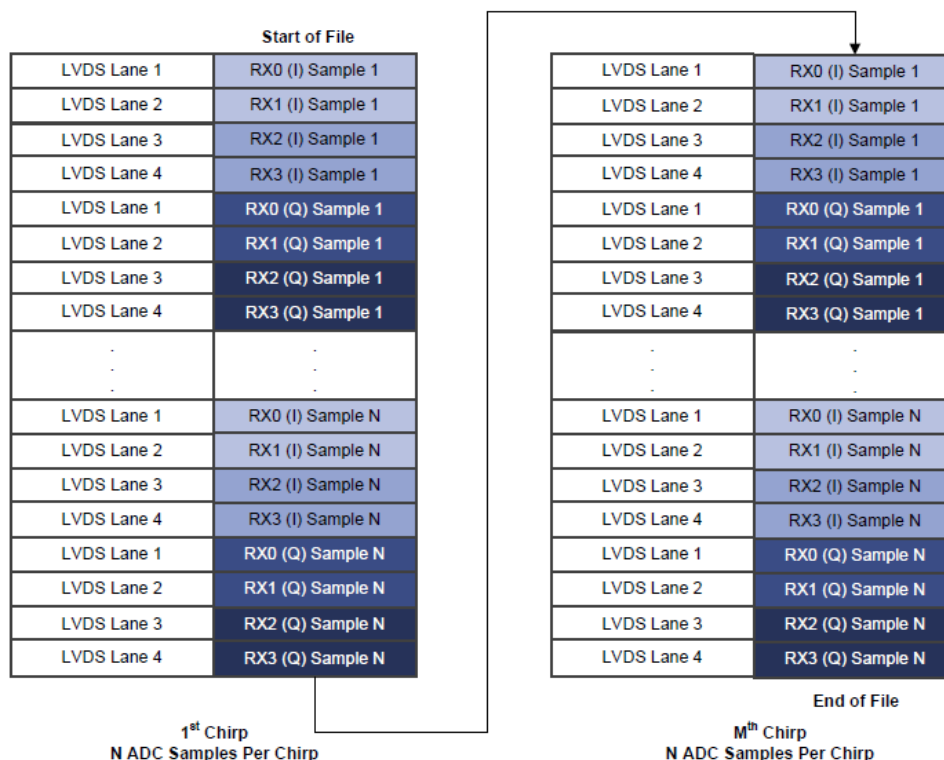 Start of File
LVDS Lane 1 RX0 (I) Sample 1
LVDS Lane 2 RX1 (I) Sample 1
LVDS Lane 3 RX2 (I) Sample 1
LVDS Lane 4 RX3 (I) Sample 1
LVDS Lane 1 RX0 (Q) Sample 1
LVDS Lane 2 RX1 (Q) Sample 1
LVDS Lane 3 RX2 (Q) Sample 1
LVDS Lane 4 RX3 (Q) Sample 1
. .
. .
. .
LVDS Lane 1 RX0 (I) Sample N
LVDS Lane 2 RX1 (I) Sample N
LVDS Lane 3 RX2 (I) Sample N
LVDS Lane 4 RX3 (I) Sample N
LVDS Lane 1 RX0 (Q) Sample N
LVDS Lane 2 RX1 (Q) Sample N
LVDS Lane 3 RX2 (Q) Sample N
LVDS Lane 4 RX3 (Q) Sample N
1st Chirp
N ADC Samples Per Chirp
LVDS Lane 1 RX0 (I) Sample 1
LVDS Lane 2 RX1 (I) Sample 1
LVDS Lane 3 RX2 (I) Sample 1
LVDS Lane 4 RX3 (I) Sample 1
LVDS Lane 1 RX0 (Q) Sample 1
LVDS Lane 2 RX1 (Q) Sample 1
LVDS Lane 3 RX2 (Q) Sample 1
LVDS Lane 4 RX3 (Q) Sample 1
. .
. .
. .
LVDS Lane 1 RX0 (I) Sample N
LVDS Lane 2 RX1 (I) Sample N
LVDS Lane 3 RX2 (I) Sample N
LVDS Lane 4 RX3 (I) Sample N
LVDS Lane 1 RX0 (Q) Sample N
LVDS Lane 2 RX1 (Q) Sample N
LVDS Lane 3 RX2 (Q) Sample N
LVDS Lane 4 RX3 (Q) Sample N
End of File
Mth Chirp
N ADC Samples Per Chirp